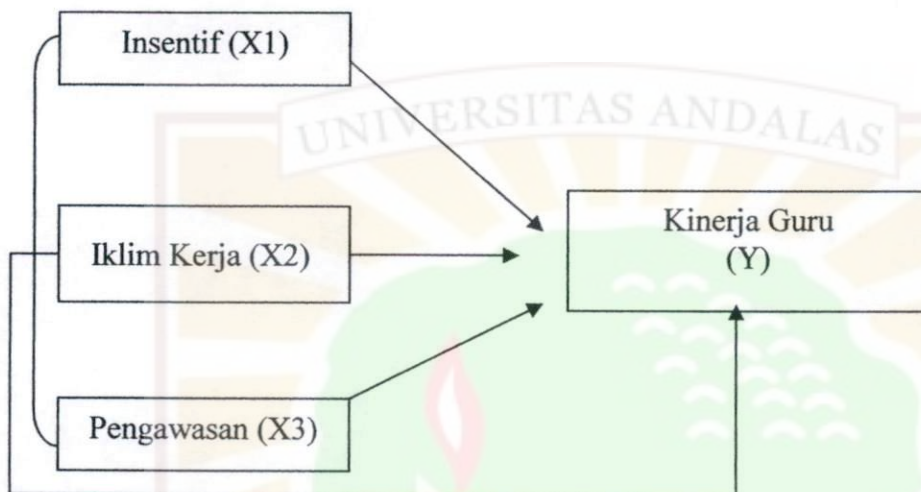 Insentif (X1)
UNIVERSITAS ANDALAS
Kinerja Guru
(Y)
Iklim Kerja (X2)
Pengawasan (X3)